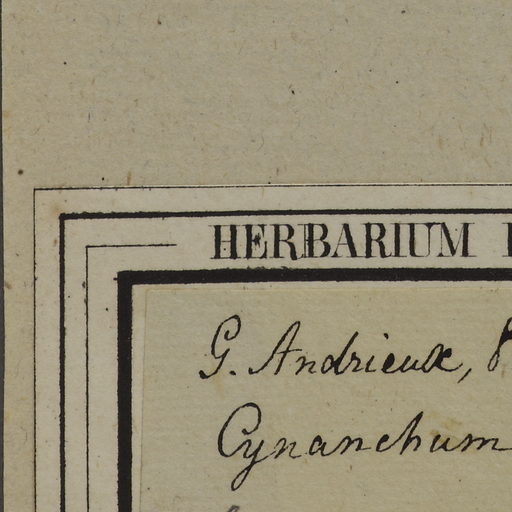 HERBARIUM
G. Andrieux,
Cynanchum